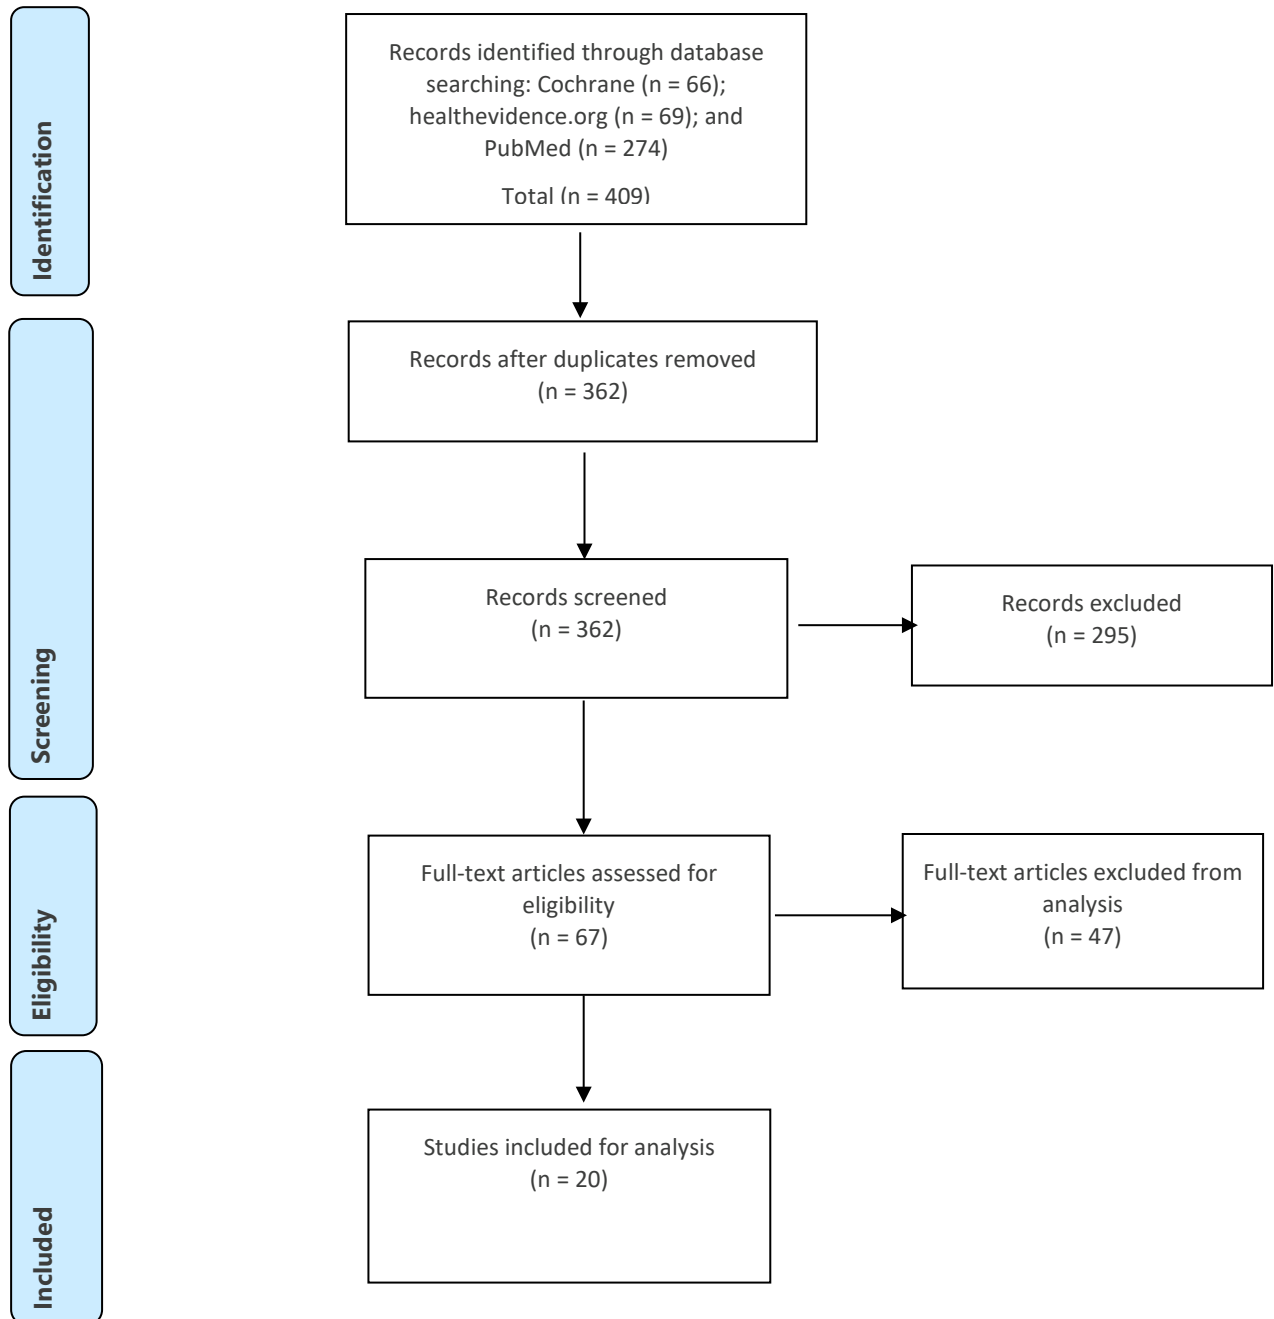 Identification
Records identified through database
searching: Cochrane (n = 66);
healthevidence.org (n = 69); and
PubMed (n = 274)
Total (n = 409)
Screening
Records after duplicates removed
(n = 362)
Records screened
(n = 362)
Records excluded
(n = 295)
Eligibility
Full-text articles assessed for
eligibility
(n = 67)
Full-text articles excluded from
analysis
(n = 47)
Included
Studies included for analysis
(n = 20)